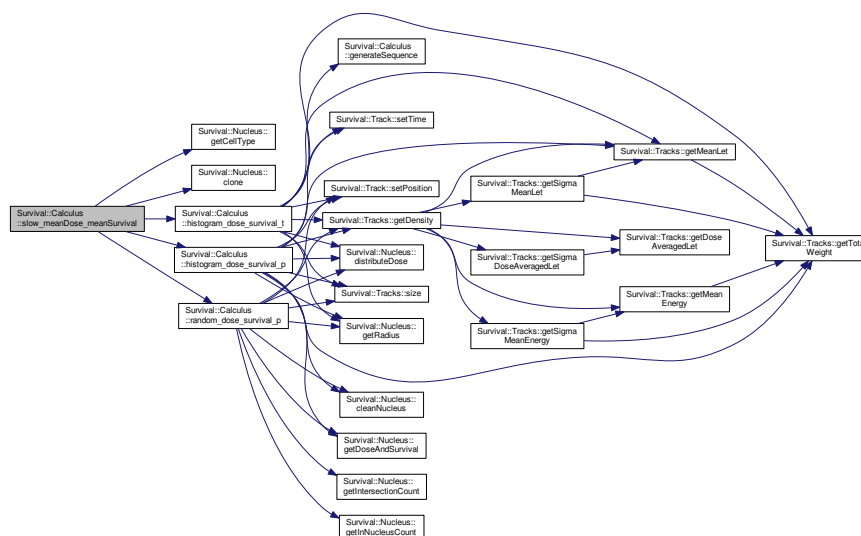 Survival::Calculus
::slow_meanDose_meanSurvival
Survival::Nucleus::
getCellType
Survival::Nucleus::
clone
Survival::Calculus
::histogram_dose_survival_t
Survival::Calculus
::histogram_dose_survival_p
Survival::Calculus
::random_dose_survival_p
Survival::Calculus
::generateSequence
Survival::Track::setTime
Survival::Track::setPosition
Survival::Tracks::getDensity
Survival::Nucleus::
distributeDose
Survival::Tracks::size
Survival::Nucleus::
getRadius
Survival::Nucleus::
cleanNucleus
Survival::Nucleus::
getDoseAndSurvival
Survival::Nucleus::
getIntersectionCount
Survival::Nucleus::
getInNucleusCount
Survival::Tracks::getSigma
MeanLet
Survival::Tracks::getSigma
DoseAveragedLet
Survival::Tracks::getSigma
MeanEnergy
Survival::Tracks::getMeanLet
Survival::Tracks::getDose
AveragedLet
Survival::Tracks::getMean
Energy
Survival::Tracks::getTotal
Weight